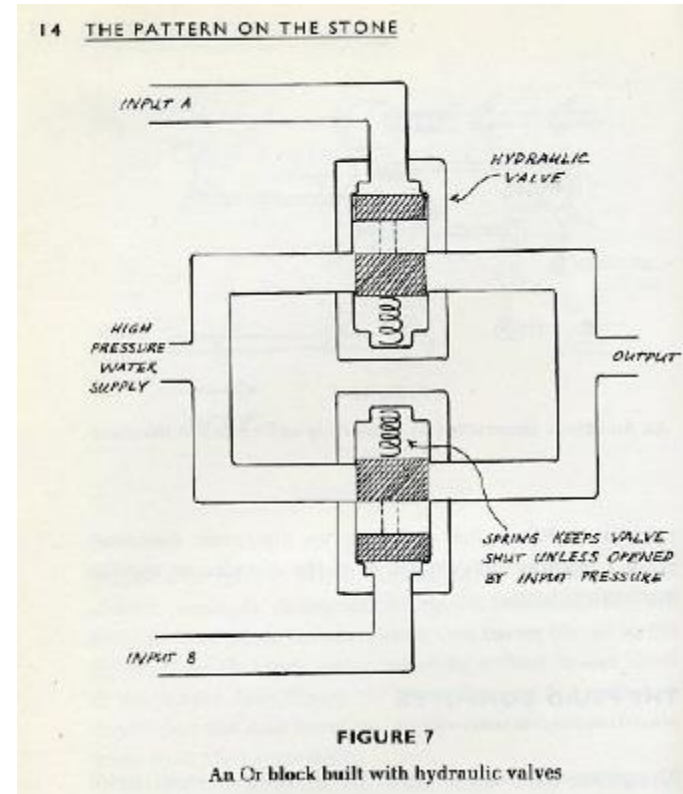 14 THE PATTERN ON THE STONE
INPUT A
HYDRAULIC
VALVE
HIGH
PRESSURE
WATER
SUPPLY
OUTPUT
SPRING KEEPS VALVE
SHUT UNLESS OPENED
BY INPUT PRESSURE
INPUT B
FIGURE 7
An Or block built with hydraulic valves